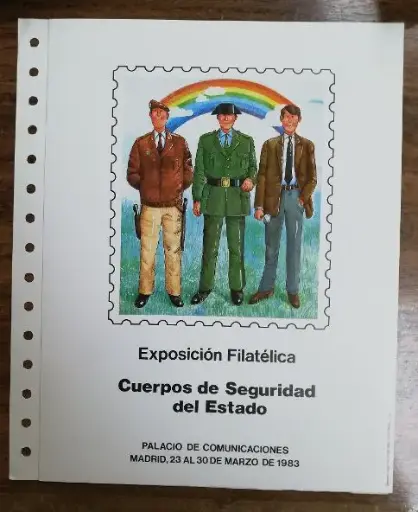 Exposición Filatélica
Cuerpos de Seguridad
del Estado
PALACIO DE COMUNICACIONES
MADRID, 23 AL 30 DE MARZO DE 1983